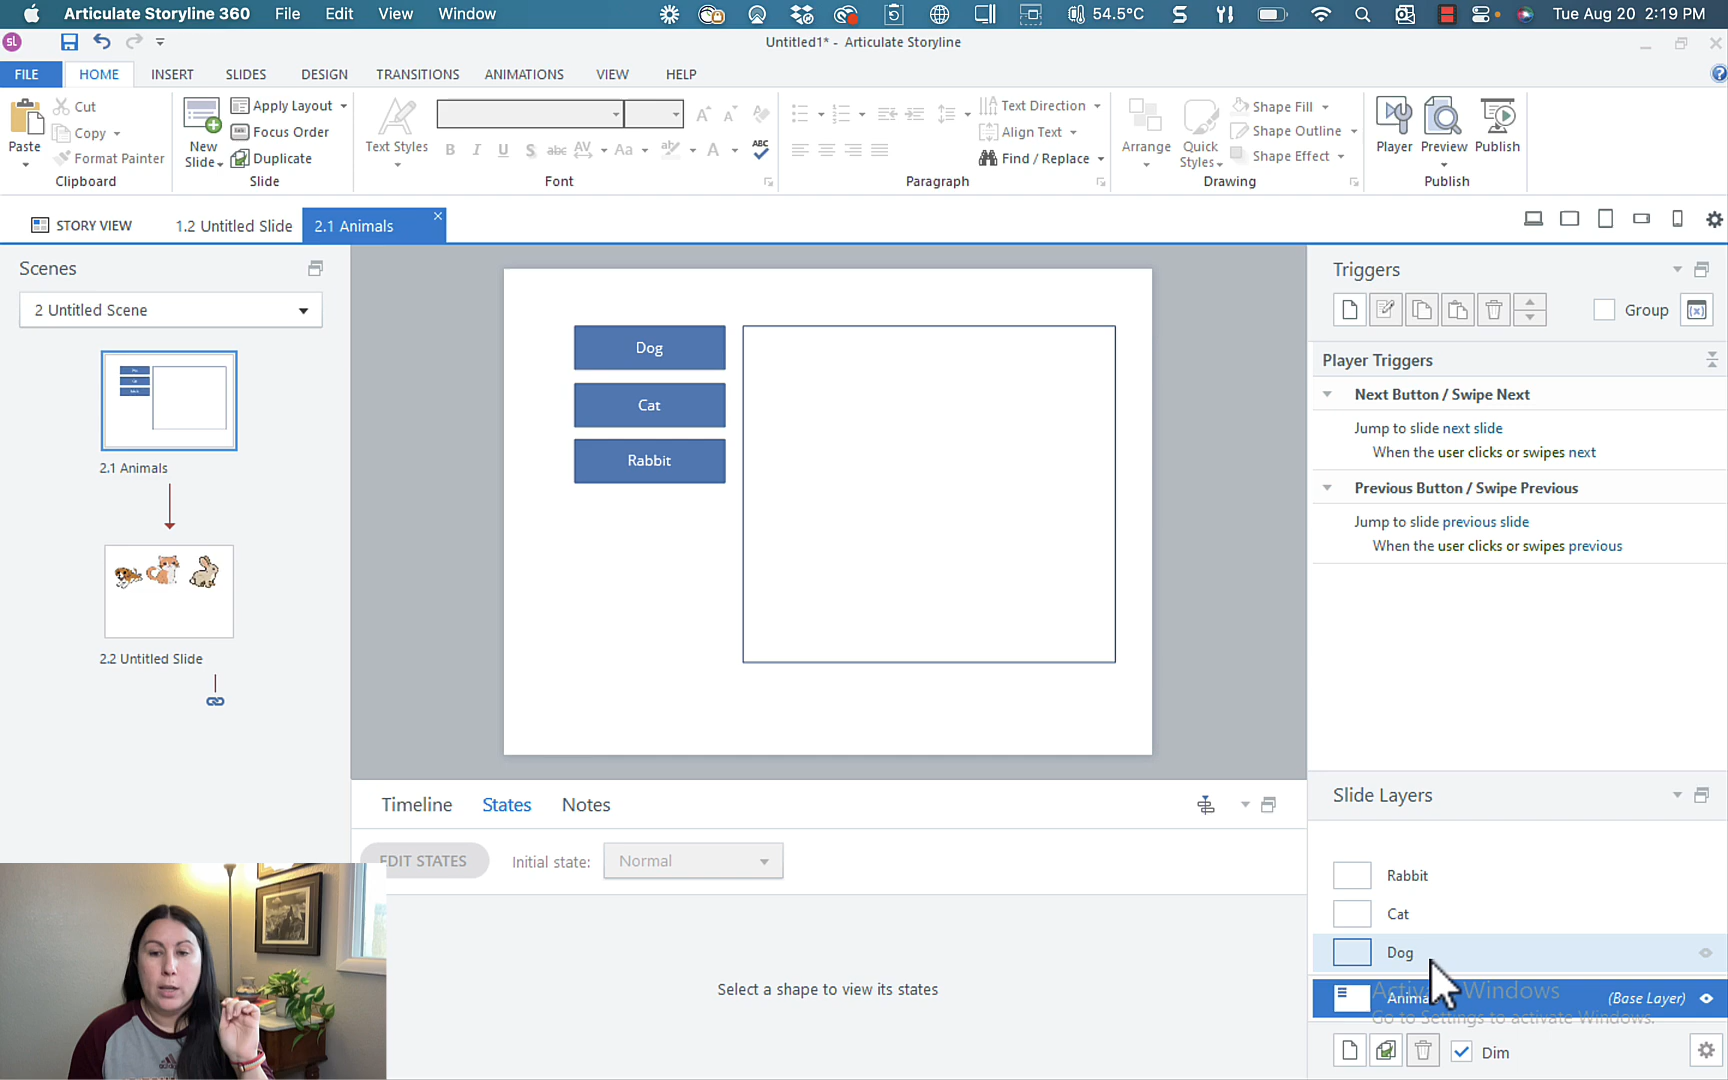 Articulate Storyline 360 File Edit View Window 54.5°C Tue Aug 20 2:19 PM
Untitled1* - Articulate Storyline
FILE HOME INSERT SLIDES DESIGN TRANSITIONS ANIMATIONS VIEW HELP
Paste
Cut
Copy
Format Painter
Clipboard
New Slide
Apply Layout
Focus Order
Duplicate
Slide
Text Styles
B I U S abc AV Aa A ABC
Font
Text Direction
Align Text
Find / Replace
Paragraph
Arrange
Quick Styles
Shape Fill
Shape Outline
Shape Effect
Drawing
Player Preview Publish
Publish
STORY VIEW 1.2 Untitled Slide 2.1 Animals
Scenes
2 Untitled Scene
2.1 Animals
2.2 Untitled Slide
Dog
Cat
Rabbit
Timeline States Notes
EDIT STATES Initial state: Normal
Select a shape to view its states
Triggers
Group
Player Triggers
Next Button / Swipe Next
Jump to slide next slide
When the user clicks or swipes next
Previous Button / Swipe Previous
Jump to slide previous slide
When the user clicks or swipes previous
Slide Layers
Rabbit
Cat
Dog
(Base Layer)
Go to Settings to activate Windows.
Dim